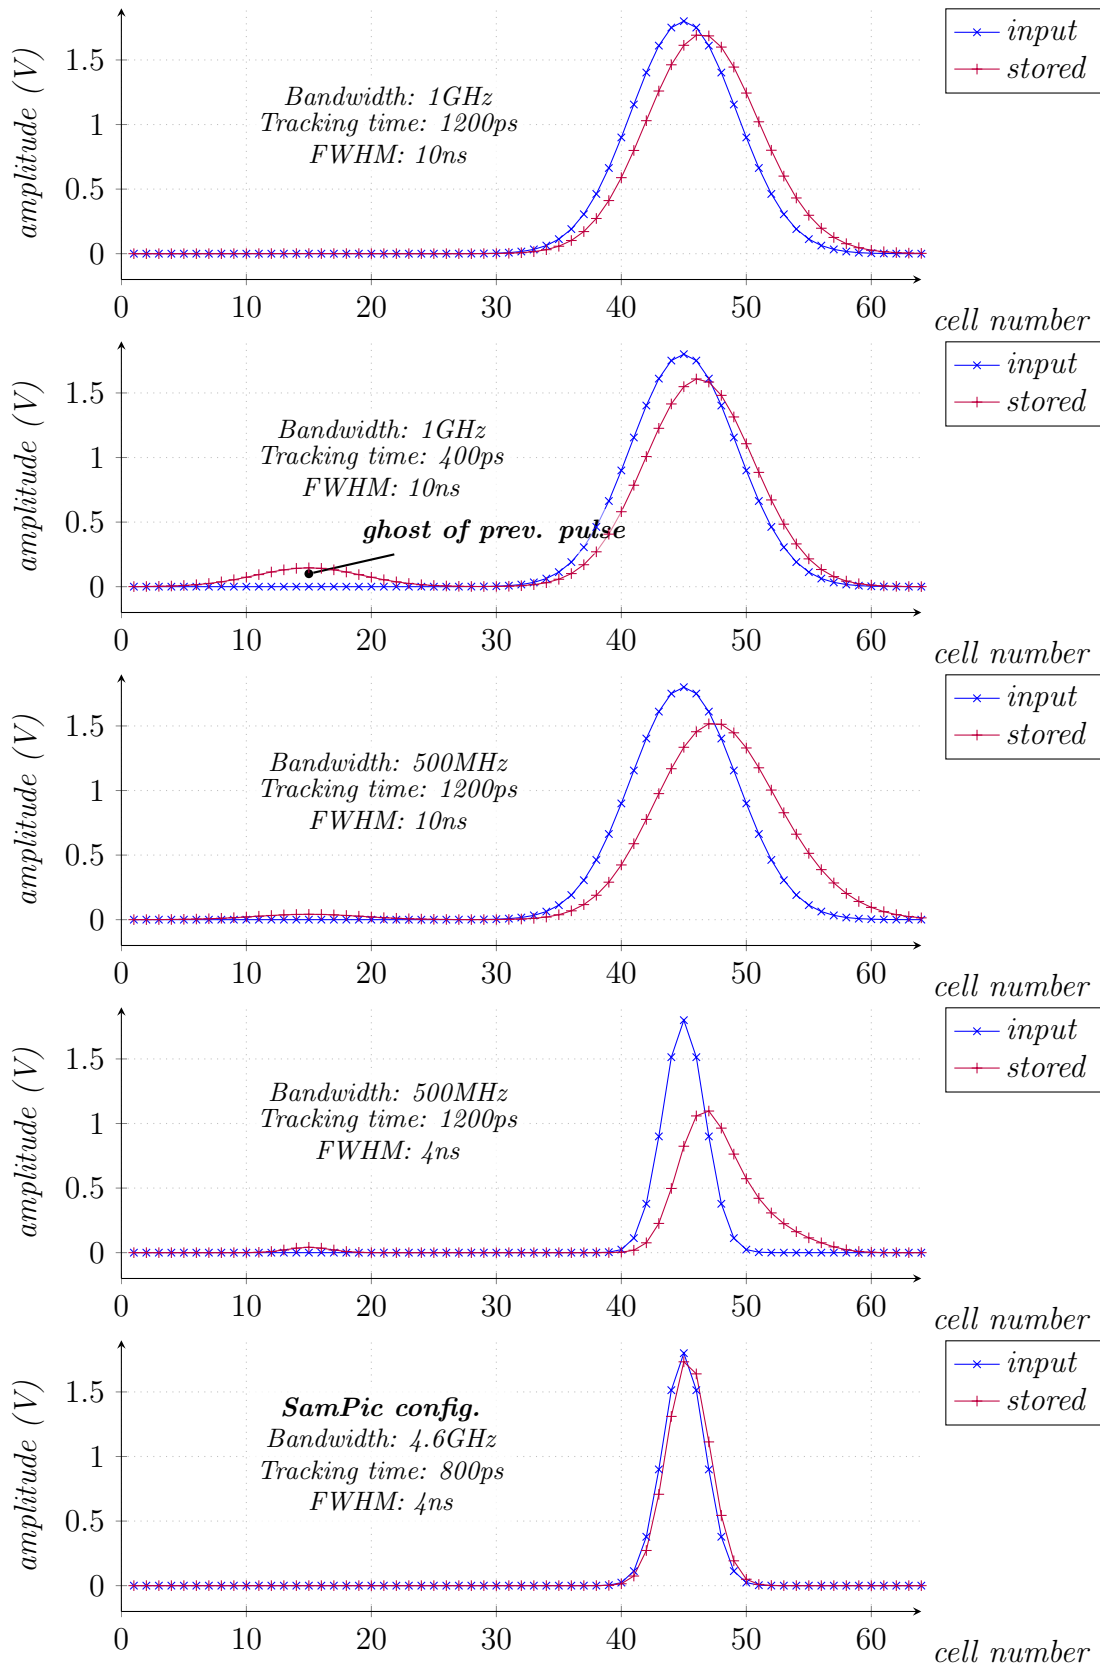 input
stored
amplitude (V)
1.5
1
0.5
0
Bandwidth: 1GHz
Tracking time: 1200ps
FWHM: 10ns
0 10 20 30 40 50 60
cell number
input
stored
amplitude (V)
1.5
1
0.5
0
Bandwidth: 1GHz
Tracking time: 400ps
FWHM: 10ns
ghost of prev. pulse
0 10 20 30 40 50 60
cell number
input
stored
amplitude (V)
1.5
1
0.5
0
Bandwidth: 500MHz
Tracking time: 1200ps
FWHM: 10ns
0 10 20 30 40 50 60
cell number
input
stored
amplitude (V)
1.5
1
0.5
0
Bandwidth: 500MHz
Tracking time: 1200ps
FWHM: 4ns
0 10 20 30 40 50 60
cell number
input
stored
amplitude (V)
1.5
1
0.5
0
SamPic config.
Bandwidth: 4.6GHz
Tracking time: 800ps
FWHM: 4ns
0 10 20 30 40 50 60
cell number